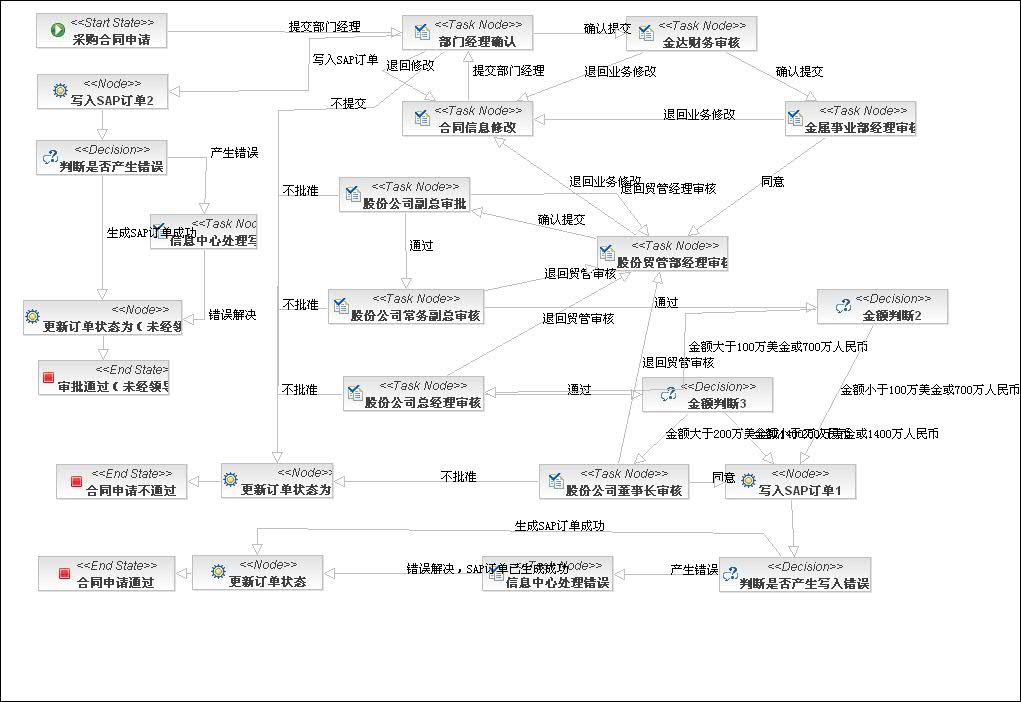 <<Start State>>
采购合同申请
提交部门经理
<<Task Node>>
部门经理确认
确认提交
<<Task Node>>
金达财务审核
写入SAP订单
退回修改
提交部门经理
退回业务修改
确认提交
<<Node>>
写入SAP订单2
不提交
<<Task Node>>
合同信息修改
退回业务修改
<<Task Node>>
金属事业部经理审核
<<Decision>>
判断是否产生错误
产生错误
不批准
<<Task Node>>
股份公司副总审批
退回业务修改
退回贸管经理审核
同意
<<Task Noc
信息中心处理写
生成SAP订单成功
确认提交
通过
<<Task Node>>
股份贸管部经理审核
退回贸管审核
<<Node>>
更新订单状态为（未经领
错误解决
不批准
<<Task Node>>
股份公司常务副总审核
退回贸管审核
通过
<<Decision>>
金额判断2
金额大于100万美金或700万人民币
退回贸管审核
<<End State>
审批通过（未经领导
不批准
<<Task Node>>
股份公司总经理审核
通过
<<Decision>>
金额判断3
金额小于100万美金或700万人民币
金额大于200万美金或1400万人民币
金额小于200万美金或1400万人民币
<<End State>>
合同申请不通过
<<Node>>
更新订单状态为
不批准
<<Task Node>>
股份公司董事长审核
同意
<<Node>>
写入SAP订单1
生成SAP订单成功
<<End State>>
合同申请通过
<<Node>>
更新订单状态
错误解决，SAP订单已生成成功
<<Task Node>>
信息中心处理错误
产生错误
<<Decision>>
判断是否产生写入错误